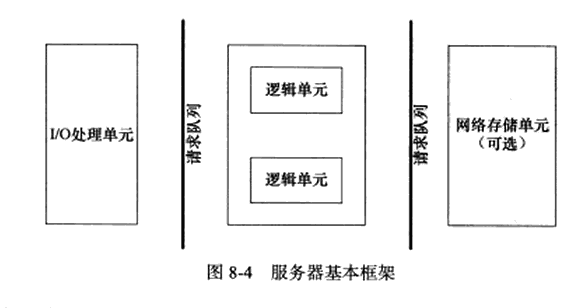 I/O处理单元
请求队列
逻辑单元
逻辑单元
请求队列
网络存储单元
（可选）
图 8-4 服务器基本框架